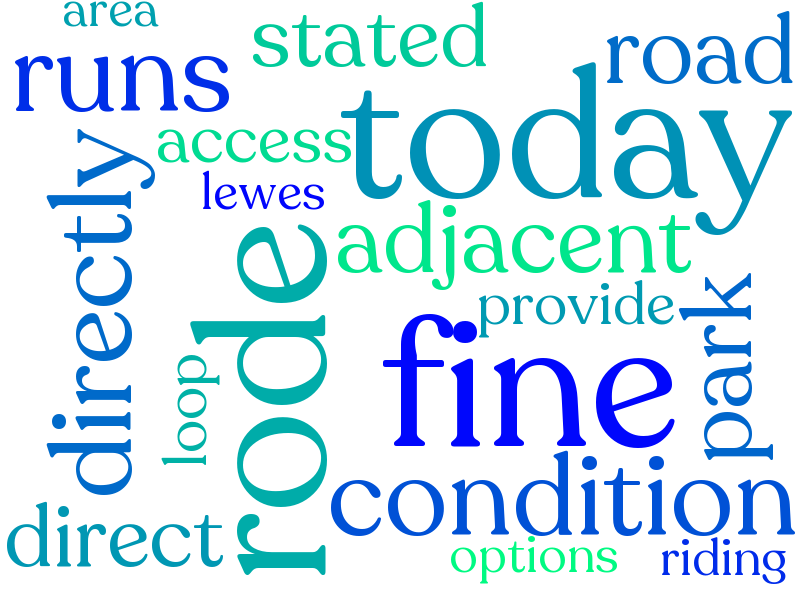 area
stated
road
runs
today
access
directly
lewes
adjacent
rode
provide
park
fine
loop
condition
direct
options
riding